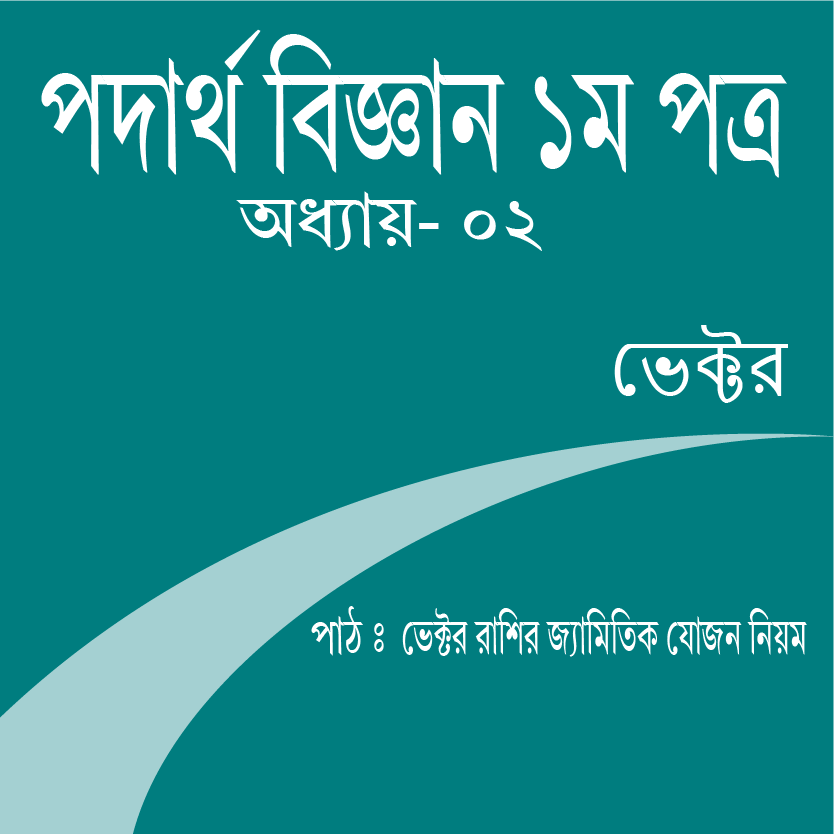 পদার্থ বিজ্ঞান ১ম পত্র
অধ্যায়- ০২
ভেক্টর
পাঠ ঃ ভেক্টর রাশির জ্যামিতিক যোজন নিয়ম